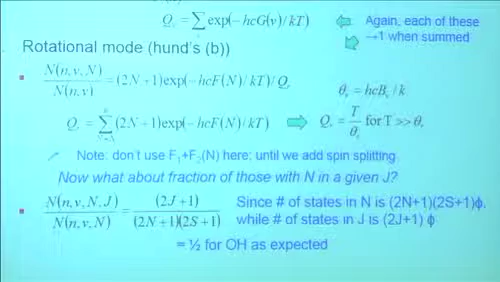 Q_v = Σ exp(−hcG(v)/kT)
Again, each of these
→1 when summed
Rotational mode (hund's (b))
N(n,v,N)/N(n,v) = (2N+1)exp(−hcF(N)/kT)/Q_r
θ_r = hcB_v/k
Q_r = Σ (2N+1)exp(−hcF(N)/kT)
Q_r = T/θ_r for T >> θ_r
Note: don't use F₁+F₂(N) here; until we add spin splitting
Now what about fraction of those with N in a given J?
N(n,v,N,J)/N(n,v,N) = (2J+1)/(2N+1)(2S+1)
Since # of states in N is (2N+1)(2S+1)ϕ
while # of states in J is (2J+1) ϕ
= ½ for OH as expected